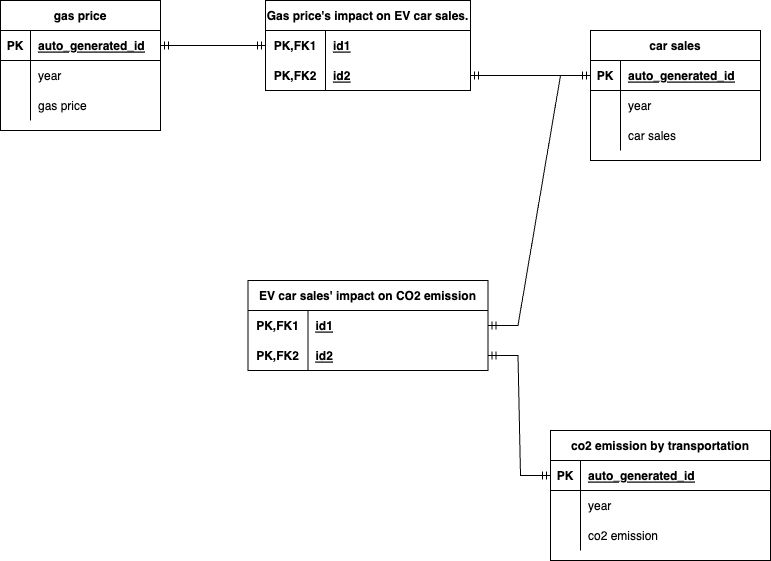 gas price
PK auto_generated_id
year
gas price
Gas price's impact on EV car sales.
PK,FK1 id1
PK,FK2 id2
car sales
PK auto_generated_id
year
car sales
EV car sales' impact on CO2 emission
PK,FK1 id1
PK,FK2 id2
co2 emission by transportation
PK auto_generated_id
year
co2 emission